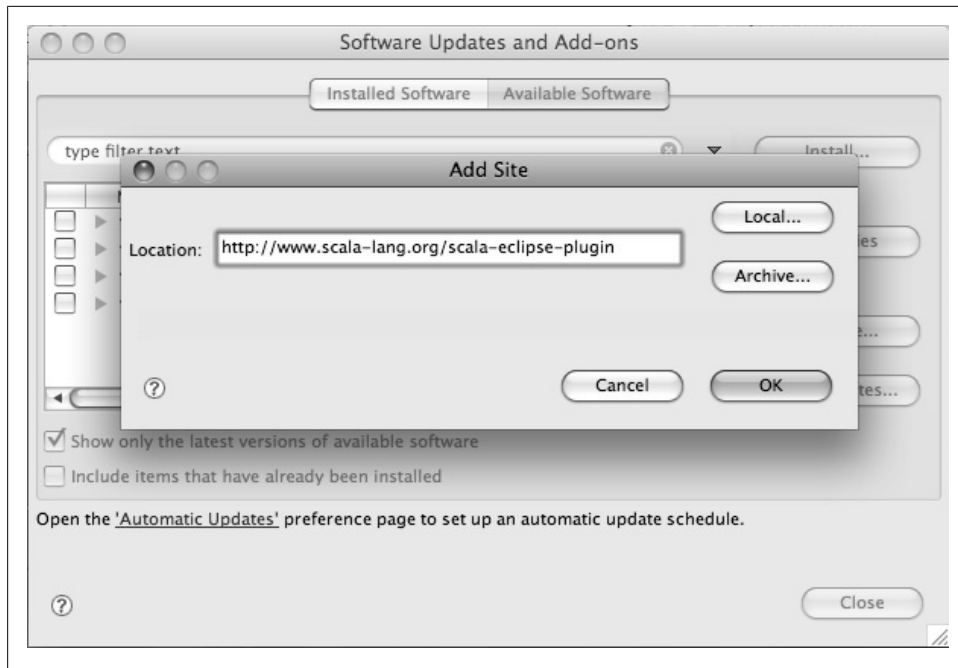 Software Updates and Add-ons
Installed Software Available Software
type filter text Install...
Add Site
Location: http://www.scala-lang.org/scala-eclipse-plugin
Local...
Archive...
Cancel OK
Show only the latest versions of available software
Include items that have already been installed
Open the 'Automatic Updates' preference page to set up an automatic update schedule.
Close